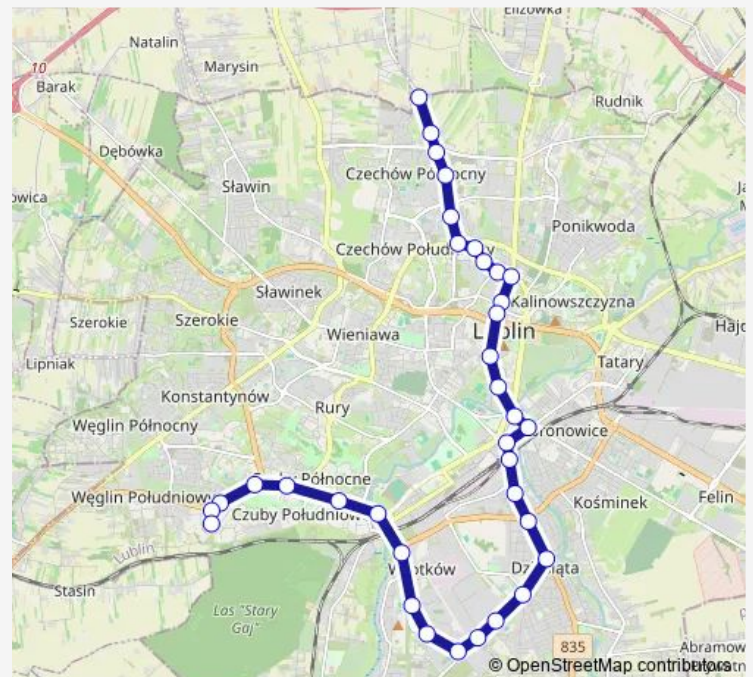 Elizówka
Natalin
10
Marysin
Barak
Rudnik
Dębówka
Czechów Północny
Sławin
Ponikwoda
Czechów Południowy
Sławinek
Kalinowszczyzna
Szerokie
Szerokie
Wieniawa
Lublin
Lipniak
Tatary
Konstantynów
Rury
Węglin Północny
Bronowice
Czuby Północne
Węglin Południowy
Felin
Kośminek
Czuby Południowe
Lublin
Wrotków
Dziesiąta
Stasin
Las "Stary
Gaj"
835
Abramow
© OpenStreetMap contributors